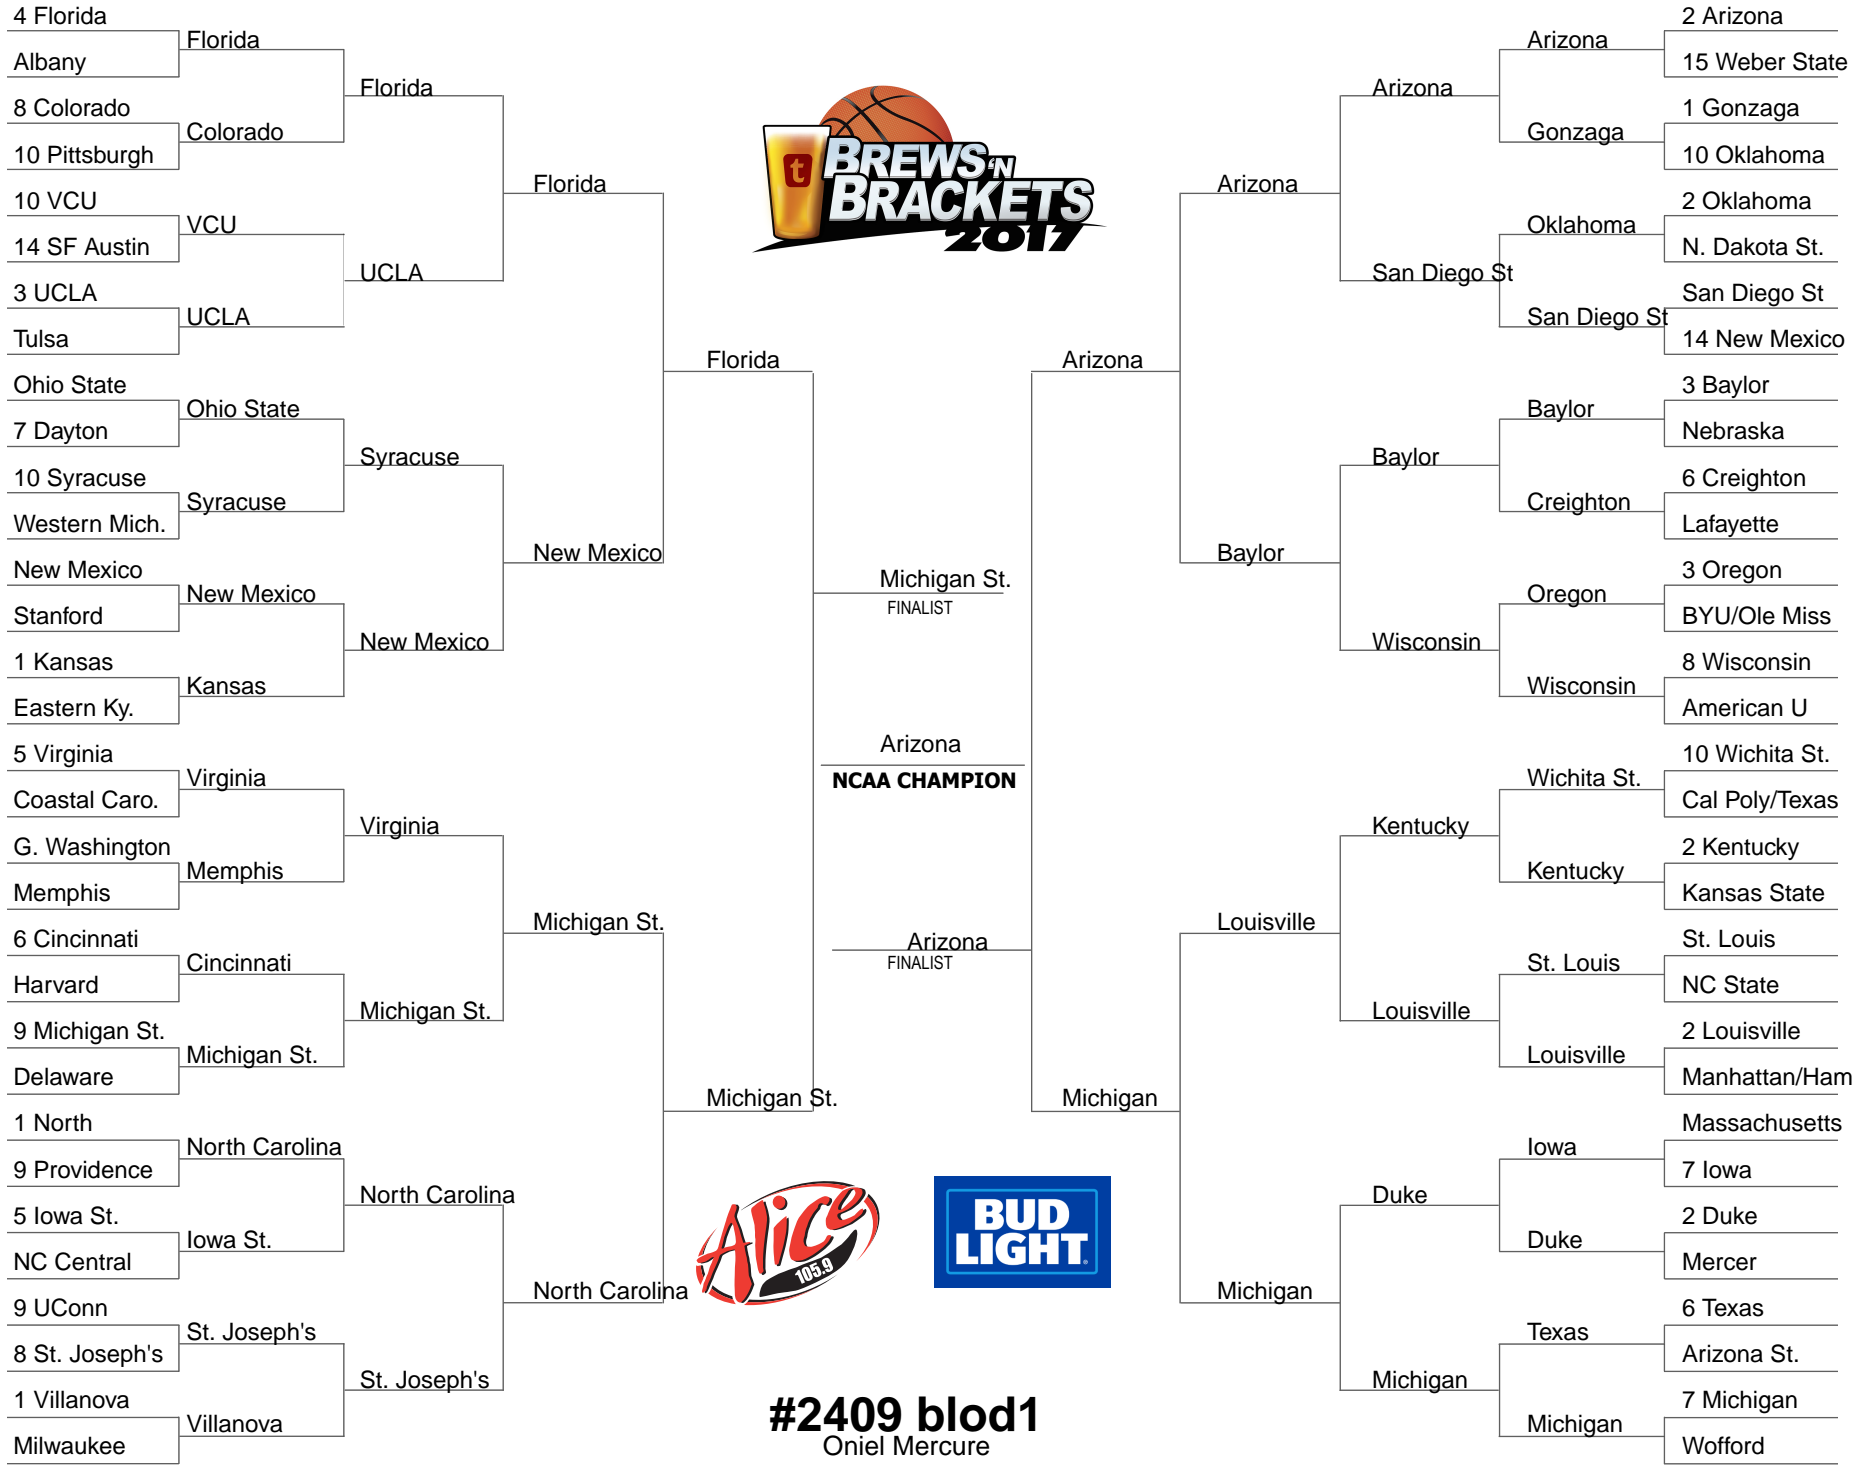 4 Florida
Albany
8 Colorado
10 Pittsburgh
10 VCU
14 SF Austin
3 UCLA
Tulsa
Ohio State
7 Dayton
10 Syracuse
Western Mich.
New Mexico
Stanford
1 Kansas
Eastern Ky.
5 Virginia
Coastal Caro.
G. Washington
Memphis
6 Cincinnati
Harvard
9 Michigan St.
Delaware
1 North
9 Providence
5 Iowa St.
NC Central
9 UConn
8 St. Joseph's
1 Villanova
Milwaukee
Florida
Colorado
VCU
UCLA
Ohio State
Syracuse
New Mexico
Kansas
Virginia
Memphis
Cincinnati
Michigan St.
North Carolina
Iowa St.
St. Joseph's
Villanova
Florida
UCLA
Syracuse
New Mexico
Virginia
Michigan St.
North Carolina
St. Joseph's
Florida
New Mexico
Michigan St.
North Carolina
Florida
Michigan St.
t
BREWS 'N
BRACKETS
2017
Michigan St.
FINALIST
Arizona
NCAA CHAMPION
Arizona
FINALIST
Alice
105.9
BUD
LIGHT
#2409 blod1
Oniel Mercure
Arizona
Michigan
Arizona
Baylor
Louisville
Michigan
Arizona
San Diego St
Baylor
Wisconsin
Kentucky
Louisville
Duke
Michigan
Arizona
Gonzaga
Oklahoma
San Diego St
Baylor
Creighton
Oregon
Wisconsin
Wichita St.
Kentucky
St. Louis
Louisville
Iowa
Duke
Texas
Michigan
2 Arizona
15 Weber State
1 Gonzaga
10 Oklahoma
2 Oklahoma
N. Dakota St.
San Diego St
14 New Mexico
3 Baylor
Nebraska
6 Creighton
Lafayette
3 Oregon
BYU/Ole Miss
8 Wisconsin
American U
10 Wichita St.
Cal Poly/Texas
2 Kentucky
Kansas State
St. Louis
NC State
2 Louisville
Manhattan/Ham
Massachusetts
7 Iowa
2 Duke
Mercer
6 Texas
Arizona St.
7 Michigan
Wofford